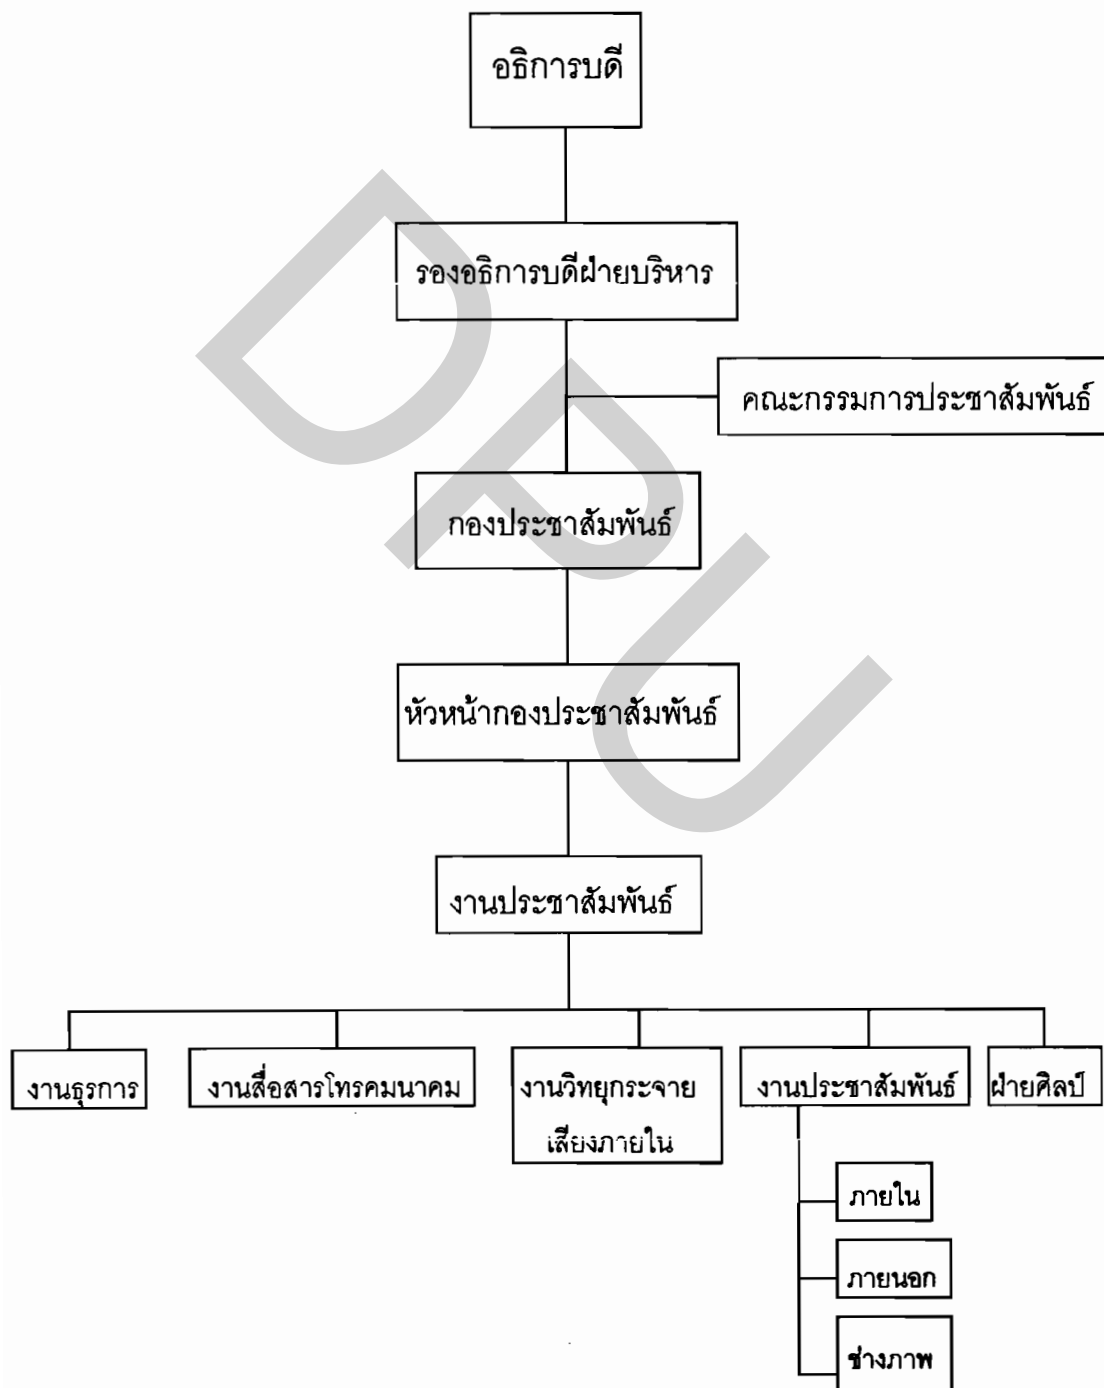 อธิการบดี
รองอธิการบดีฝ่ายบริหาร
คณะกรรมการประชาสัมพันธ์
กองประชาสัมพันธ์
หัวหน้ากองประชาสัมพันธ์
งานประชาสัมพันธ์
งานธุรการ
งานสื่อสารโทรคมนาคม
งานวิทยุกระจาย
เสียงภายใน
งานประชาสัมพันธ์
ฝ่ายศิลป์
ภายใน
ภายนอก
ช่างภาพ
DPU